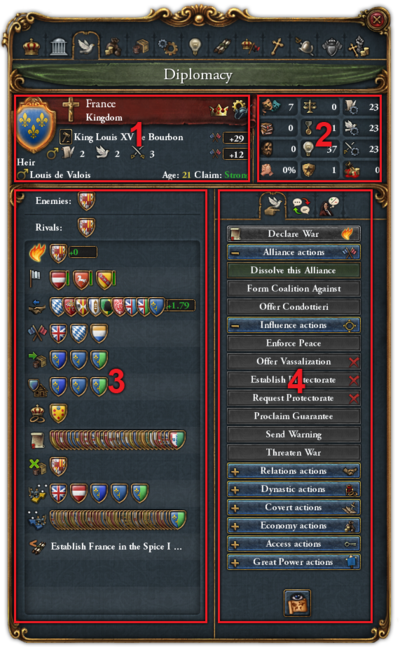 Diplomacy
France
Kingdom
King Louis XV de Bourbon
2 2 3
+29
+12
Heir
Louis de Valois
Age: 21 Claim: Strong
1
7 0 23
0 1 23
0 37 23
0% 1 0
2
Enemies:
Rivals:
+0
+1.79
Establish France in the Spice I ...
3
Declare War
Alliance actions
Dissolve this Alliance
Form Coalition Against
Offer Condottieri
Influence actions
Enforce Peace
Offer Vassalization
Establish Protectorate
Request Protectorate
Proclaim Guarantee
Send Warning
Threaten War
Relations actions
Dynastic actions
Covert actions
Economy actions
Access actions
Great Power actions
4